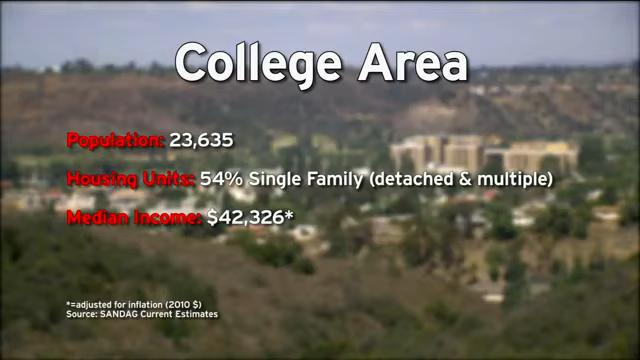 College Area
Population: 23,635
Housing Units: 54% Single Family (detached & multiple)
Median Income: $42,326*
*=adjusted for inflation (2010 $)
Source: SANDAG Current Estimates